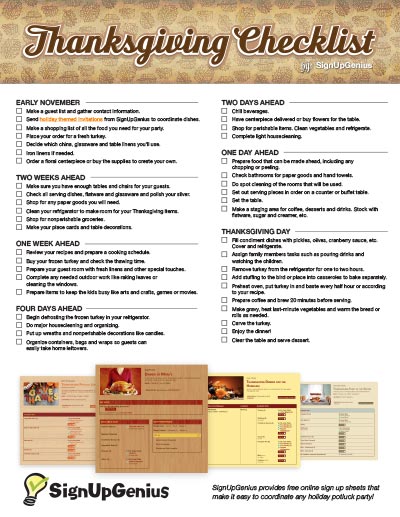 Thanksgiving Checklist
by: SignUpGenius
EARLY NOVEMBER
Make a guest list and gather contact information.
Send holiday themed invitations from SignUpGenius to coordinate dishes.
Make a shopping list of all the food you need for your party.
Place your order for a fresh turkey.
Decide which china, glassware and table linens you'll use.
Iron linens if needed.
Order a floral centerpiece or buy the supplies to create your own.
TWO WEEKS AHEAD
Make sure you have enough tables and chairs for your guests.
Check all serving dishes, flatware and glassware and polish your silver.
Shop for any paper goods you will need.
Clean your refrigerator to make room for your Thanksgiving items.
Shop for nonperishable groceries.
Make your place cards and table decorations.
ONE WEEK AHEAD
Review your recipes and prepare a cooking schedule.
Buy your frozen turkey and check the thawing time.
Prepare your guest room with fresh linens and other special touches.
Complete any needed outdoor work like raking leaves or
cleaning the windows.
Prepare items to keep the kids busy like arts and crafts, games or movies.
FOUR DAYS AHEAD
Begin defrosting the frozen turkey in your refrigerator.
Do major housecleaning and organizing.
Put up wreaths and nonperishable decorations like candles.
Organize containers, bags and wraps so guests can
easily take home leftovers.
TWO DAYS AHEAD
Chill beverages.
Have centerpiece delivered or buy flowers for the table.
Shop for perishable items. Clean vegetables and refrigerate.
Complete light housecleaning.
ONE DAY AHEAD
Prepare food that can be made ahead, including any
chopping or peeling.
Check bathrooms for paper goods and hand towels.
Do spot cleaning of the rooms that will be used.
Set out serving pieces in order on a counter or buffet table.
Set the table.
Make a staging area for coffee, desserts and drinks. Stock with
flatware, sugar and creamer, etc.
THANKSGIVING DAY
Fill condiment dishes with pickles, olives, cranberry sauce, etc.
Cover and refrigerate.
Assign family members tasks such as pouring drinks and
watching the children.
Remove turkey from the refrigerator for one to two hours.
Add stuffing to the bird or place into casseroles to bake separately.
Preheat oven, put turkey in and baste every half hour or according
to your recipe.
Prepare coffee and brew 20 minutes before serving.
Make gravy, heat last-minute vegetables and warm the bread or
rolls as needed.
Carve the turkey.
Enjoy the dinner!
Clear the table and serve dessert.
SignUpGenius
SignUpGenius provides free online sign up sheets that
make it easy to coordinate any holiday potluck party!